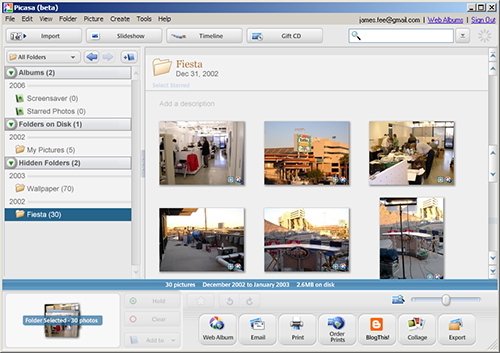 Picasa (beta)
File Edit View Folder Picture Create Tools Help
james.fee@gmail.com | Web Albums | Sign Out
Import Slideshow Timeline Gift CD
All Folders
Albums (2)
2006
Screensaver (0)
Starred Photos (0)
Folders on Disk (1)
2002
My Pictures (5)
Hidden Folders (2)
2003
Wallpaper (70)
2002
Fiesta (30)
Fiesta
Dec 31, 2002
Select Starred
Add a description
30 pictures December 2002 to January 2003 2.6MB on disk
Folder Selected - 30 photos
Hold
Clear
Add to
Web Album Email Print Order Prints BlogThis! Collage Export